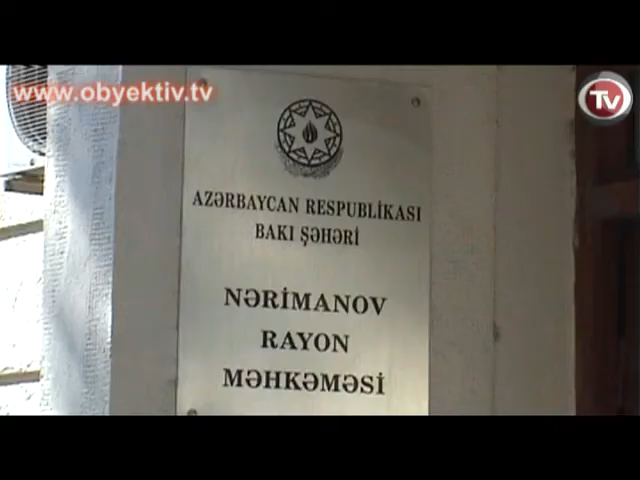 www.obyektiv.tv
TV
AZƏRBAYCAN RESPUBLİKASI
BAKI ŞƏHƏRİ
NƏRİMANOV
RAYON
MƏHKƏMƏSİ